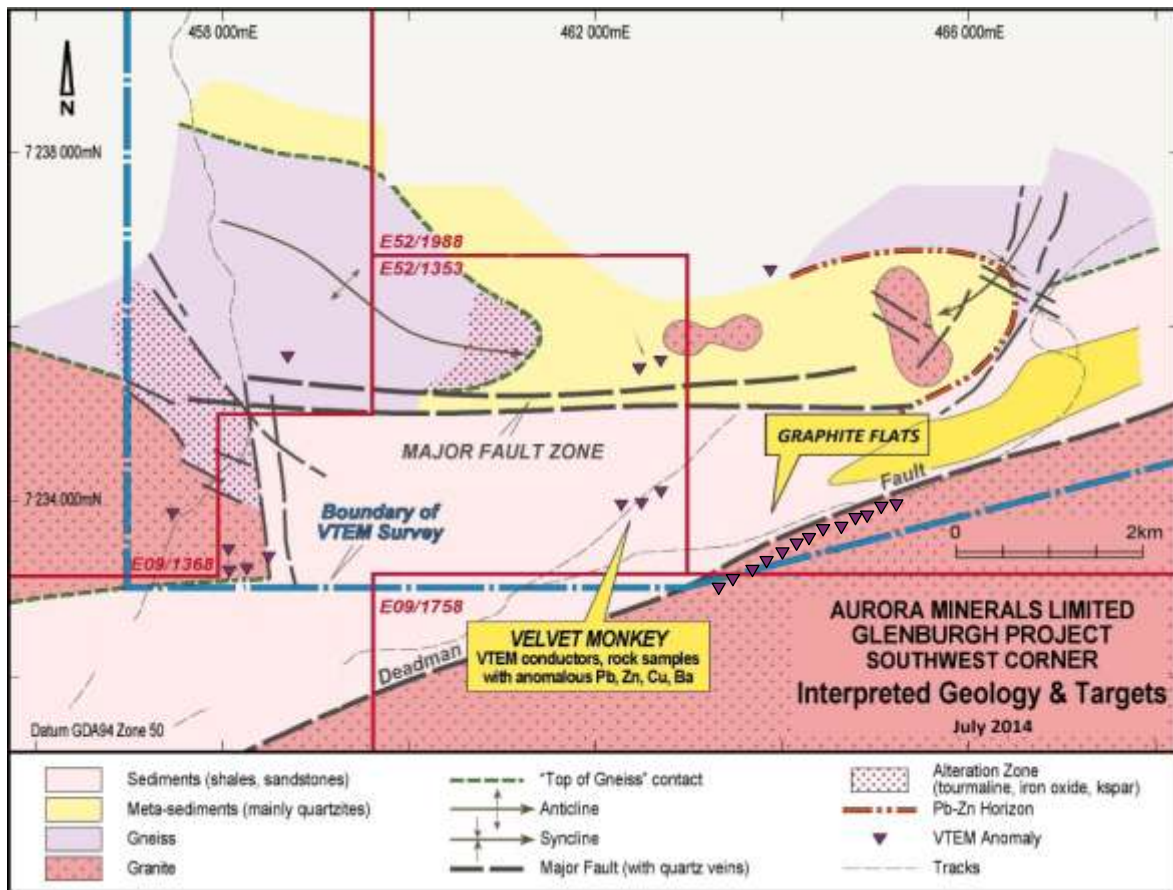 458 000mE
462 000mE
466 000mE
N
7 238 000mN
E52/1988
E52/1353
MAJOR FAULT ZONE
GRAPHITE FLATS
7 234 000mN
Fault
Boundary of
VTEM Survey
0
2km
E09/1368
E09/1758
VELVET MONKEY
VTEM conductors, rock samples
with anomalous Pb, Zn, Cu, Ba
Deadman
AURORA MINERALS LIMITED
GLENBURGH PROJECT
SOUTHWEST CORNER
Interpreted Geology & Targets
July 2014
Datum GDA94 Zone 50
Sediments (shales, sandstones)
Meta-sediments (mainly quartzites)
Gneiss
Granite
"Top of Gneiss" contact
Anticline
Syncline
Major Fault (with quartz veins)
Alteration Zone
(tourmaline, iron oxide, kspar)
Pb-Zn Horizon
VTEM Anomaly
Tracks